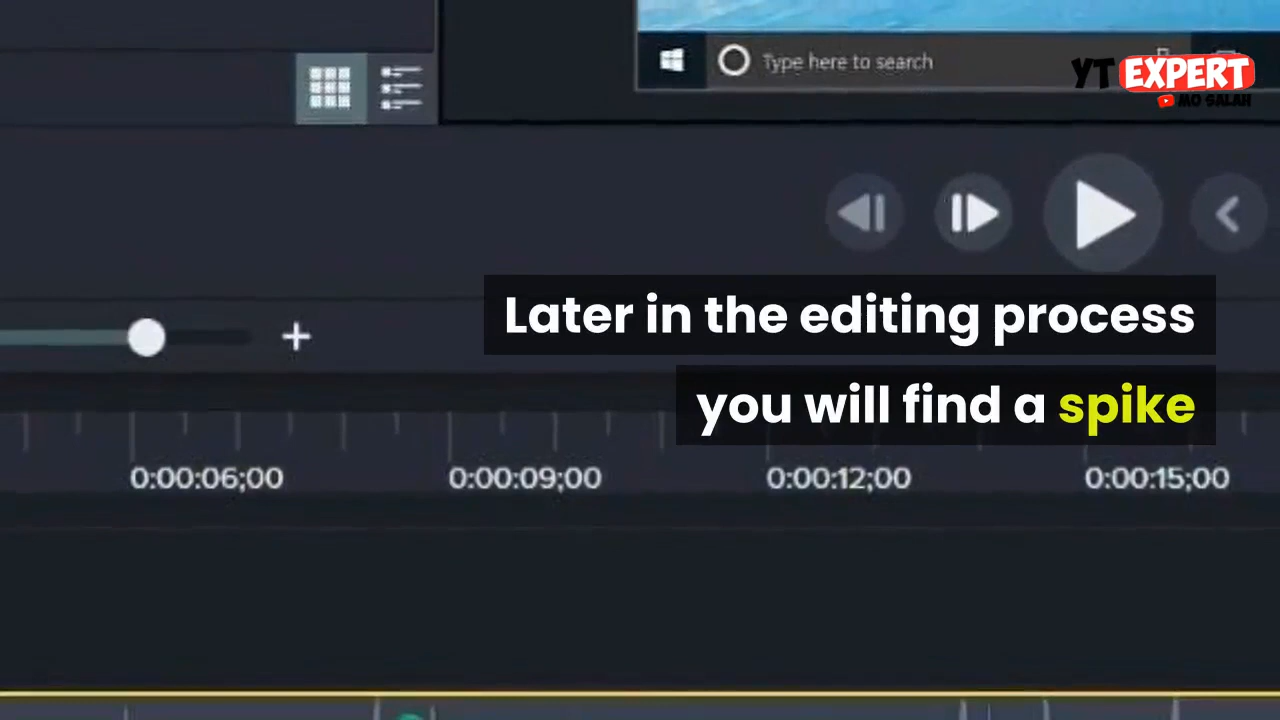 Type here to search
YT EXPERT
MO SALAH
Later in the editing process
you will find a spike
0:00:06;00
0:00:09;00
0:00:12;00
0:00:15;00